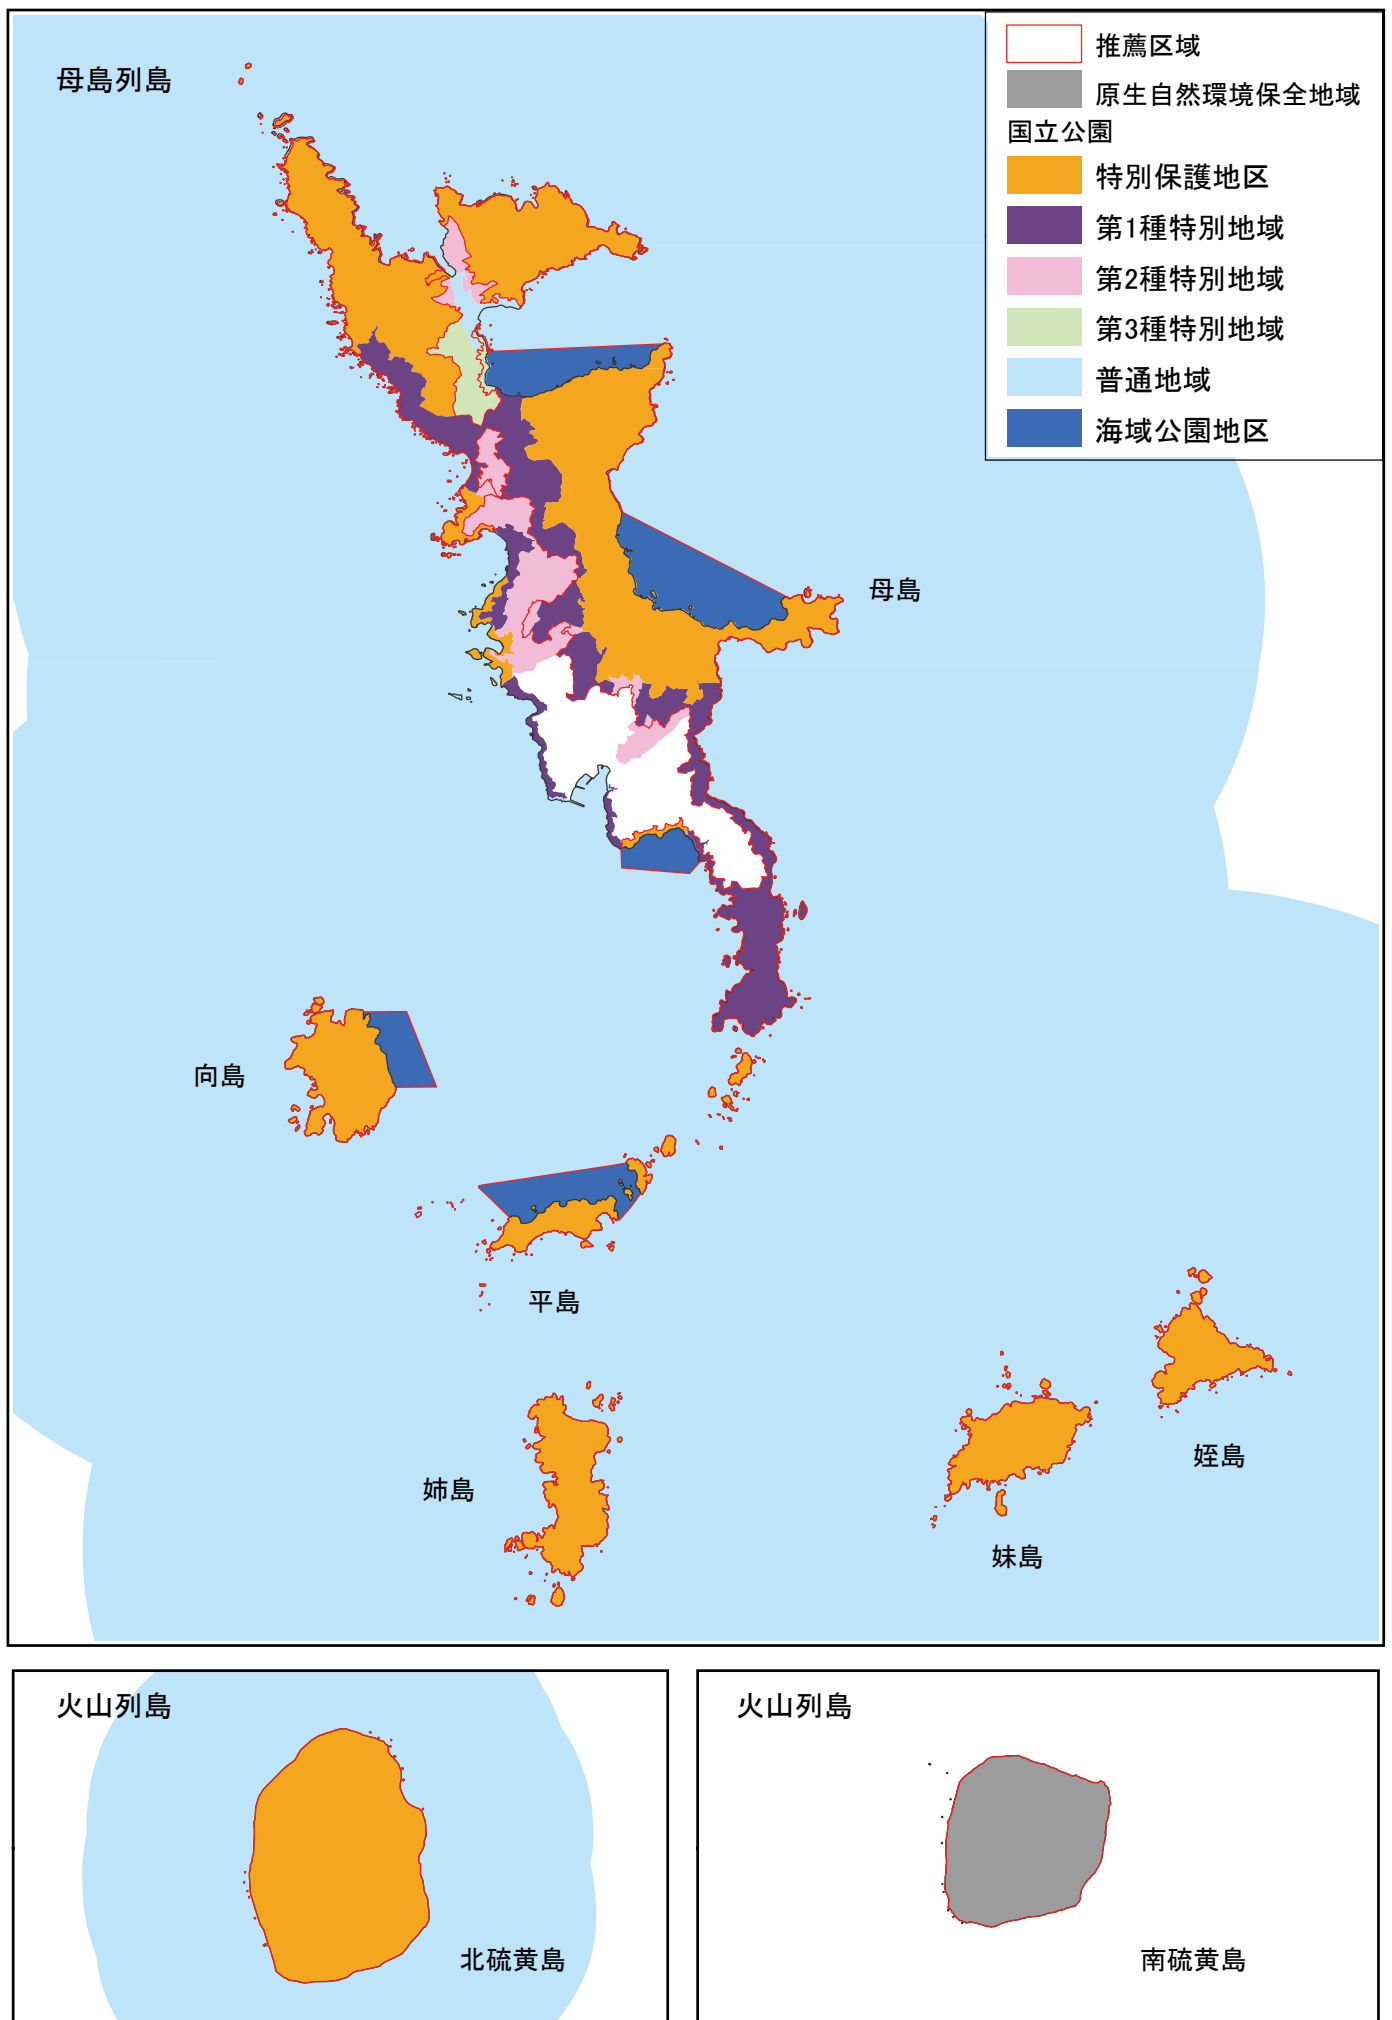 母島列島
推薦区域
原生自然環境保全地域
国立公園
特別保護地区
第1種特別地域
第2種特別地域
第3種特別地域
普通地域
海域公園地区
母島
向島
平島
姉島
妹島
姪島
火山列島
北硫黄島
火山列島
南硫黄島